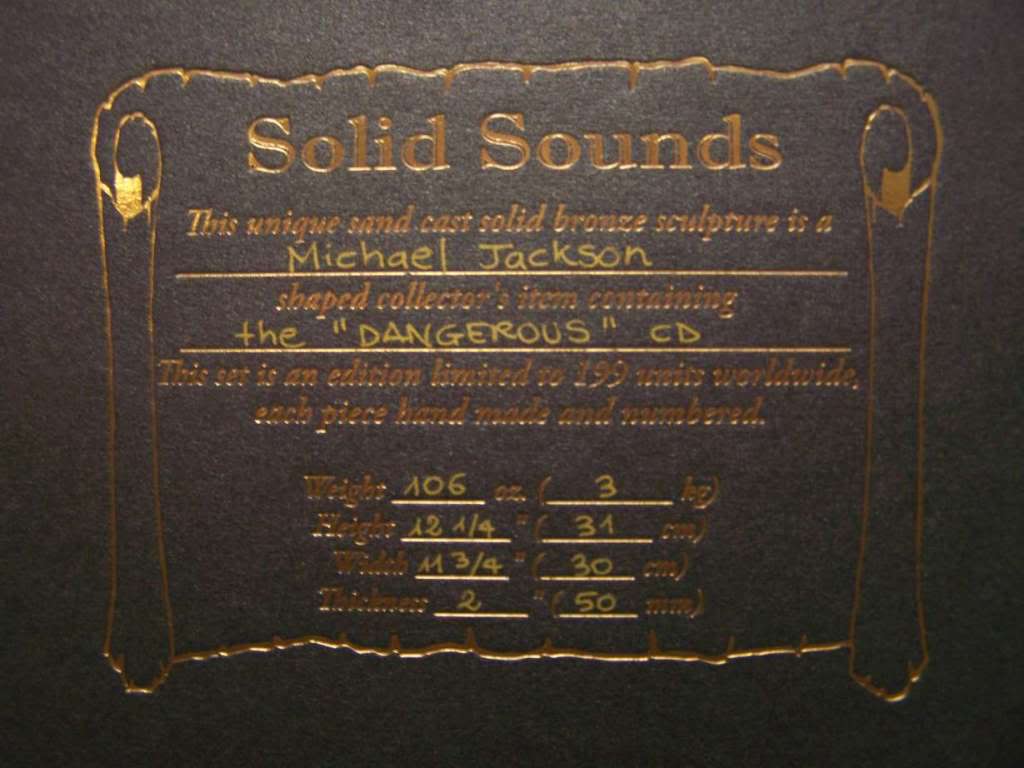 Solid Sounds
This unique sand cast solid bronze sculpture is a
Michael Jackson
shaped collector's item containing
the "DANGEROUS" CD
This set is an edition limited to 199 units worldwide,
each piece hand made and numbered.
Weight 106 oz. ( 3 kg)
Height 12 1/4 " ( 31 cm)
Width 11 3/4 " ( 30 cm)
Thickness 2 " ( 50 mm)